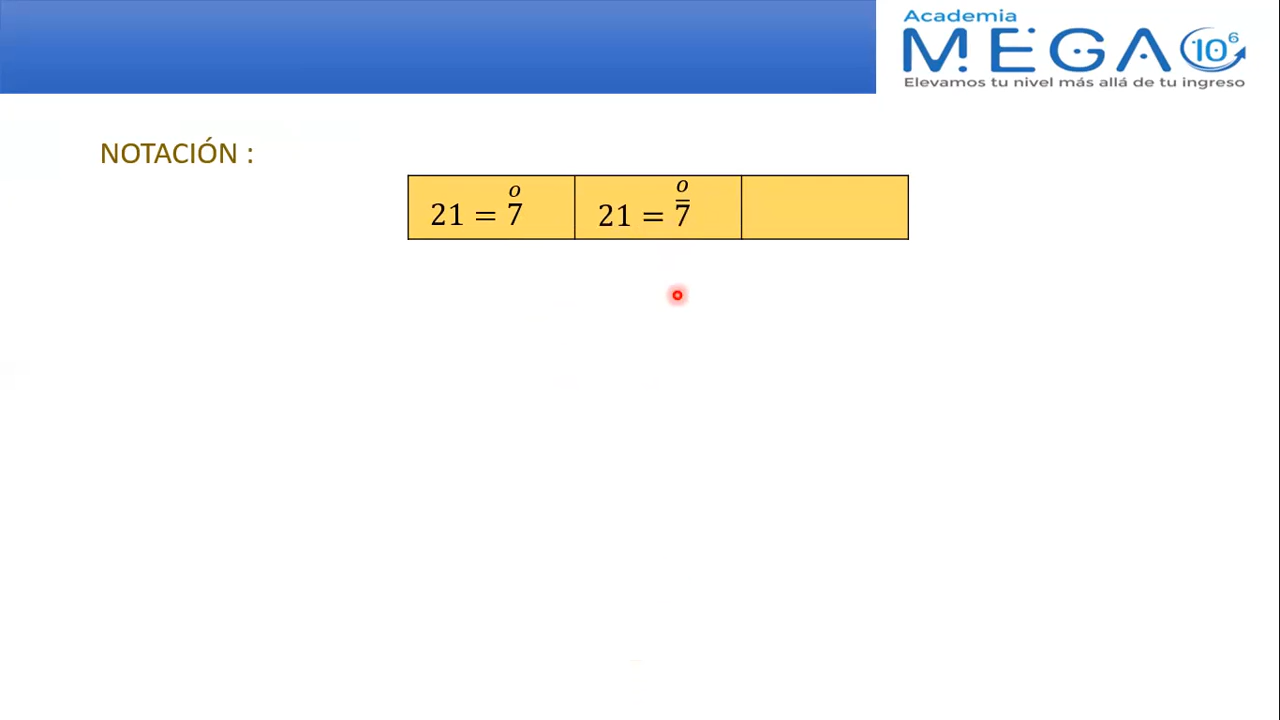 Academia
MEGA 10⁶
Elevamos tu nivel más allá de tu ingreso
NOTACIÓN :
21 = 7̊
21 = 7̅̊